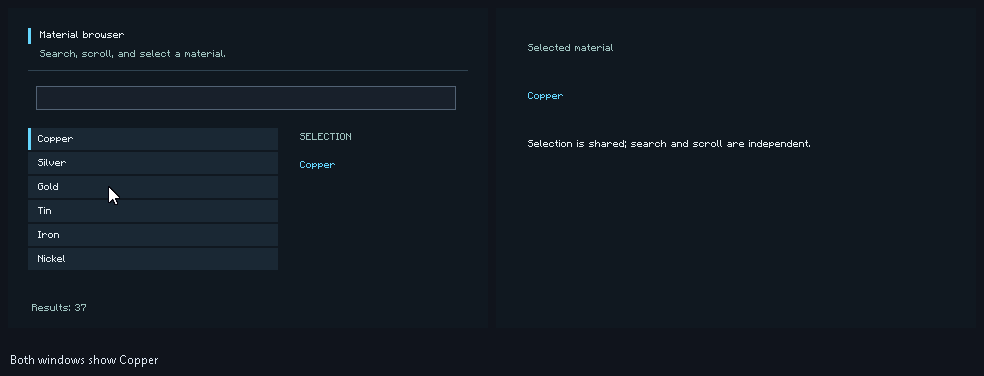 Material browser
Search, scroll, and select a material.
Copper
Silver
Gold
Tin
Iron
Nickel
SELECTION
Copper
Results: 37
Selected material
Copper
Selection is shared; search and scroll are independent.
Both windows show Copper